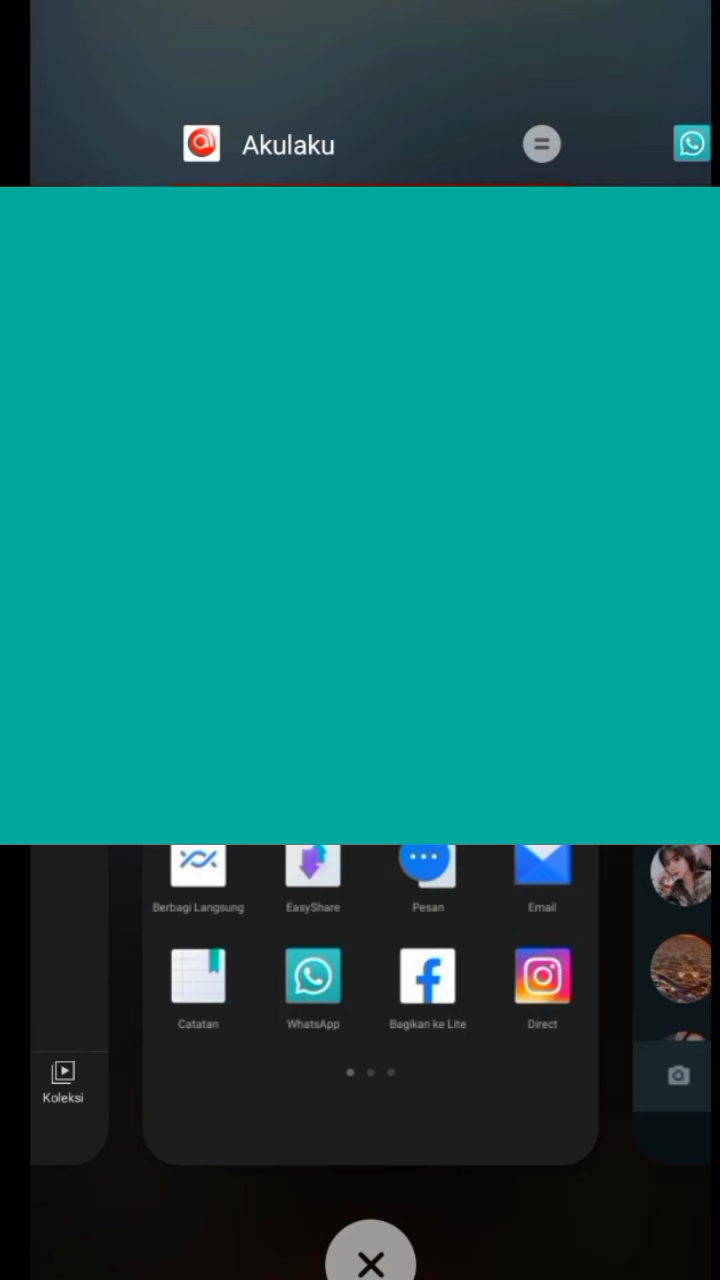 Akulaku
Berbagi Langsung EasyShare Pesan Email
Catatan WhatsApp Bagikan ke Lite Direct
Koleksi